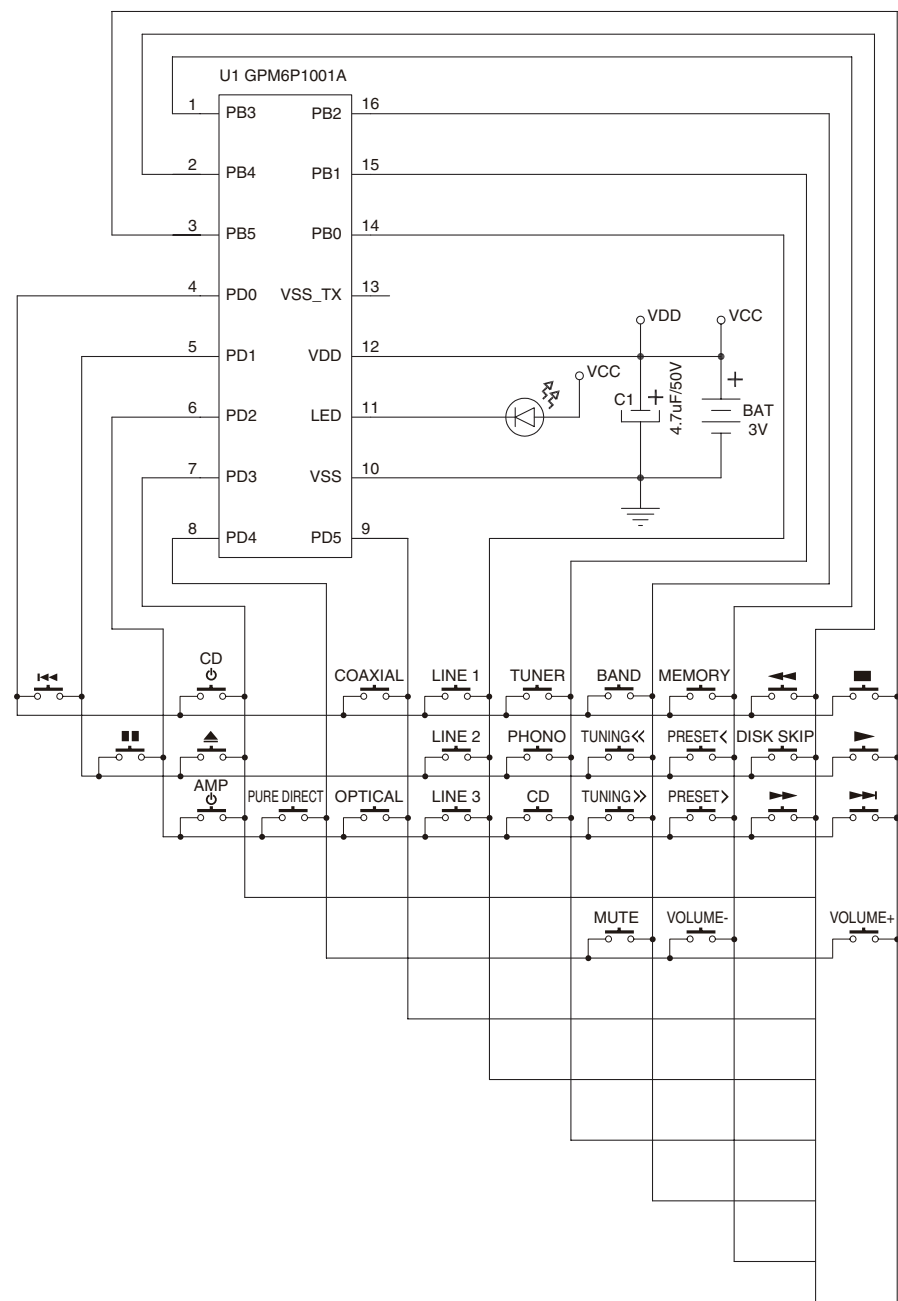 U1 GPM6P1001A
1 PB3 PB2 16
2 PB4 PB1 15
3 PB5 PB0 14
4 PD0 VSS_TX 13
VDD VCC
5 PD1 VDD 12
VCC
6 PD2 LED 11
C1 + 4.7uF/50V + BAT
3V
7 PD3 VSS 10
8 PD4 PD5 9
CD
COAXIAL LINE 1 TUNER BAND MEMORY
LINE 2 PHONO TUNING<< PRESET< DISK SKIP
AMP
PURE DIRECT OPTICAL LINE 3 CD TUNING>> PRESET>
MUTE VOLUME- VOLUME+